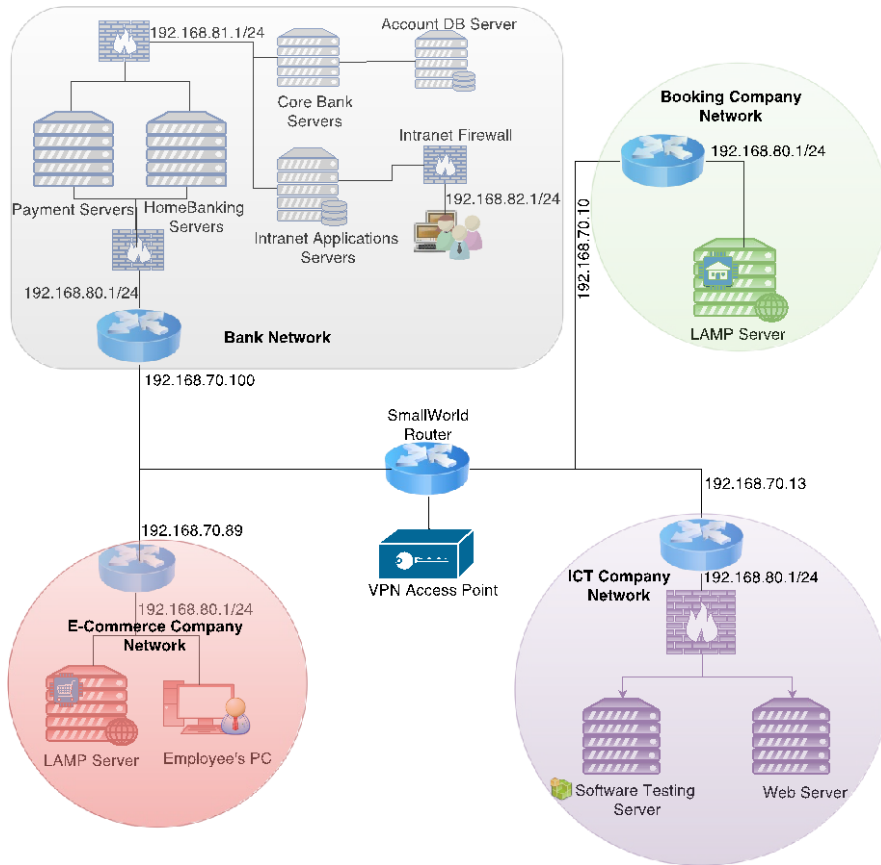 192.168.81.1/24
Account DB Server
Core Bank
Servers
Intranet Firewall
Payment Servers
HomeBanking
Servers
192.168.82.1/24
Intranet Applications
Servers
192.168.80.1/24
Bank Network
192.168.70.100
Booking Company
Network
192.168.80.1/24
192.168.70.10
LAMP Server
SmallWorld
Router
VPN Access Point
192.168.70.13
192.168.70.89
192.168.80.1/24
E-Commerce Company
Network
LAMP Server
Employee's PC
ICT Company
Network
192.168.80.1/24
Software Testing
Server
Web Server